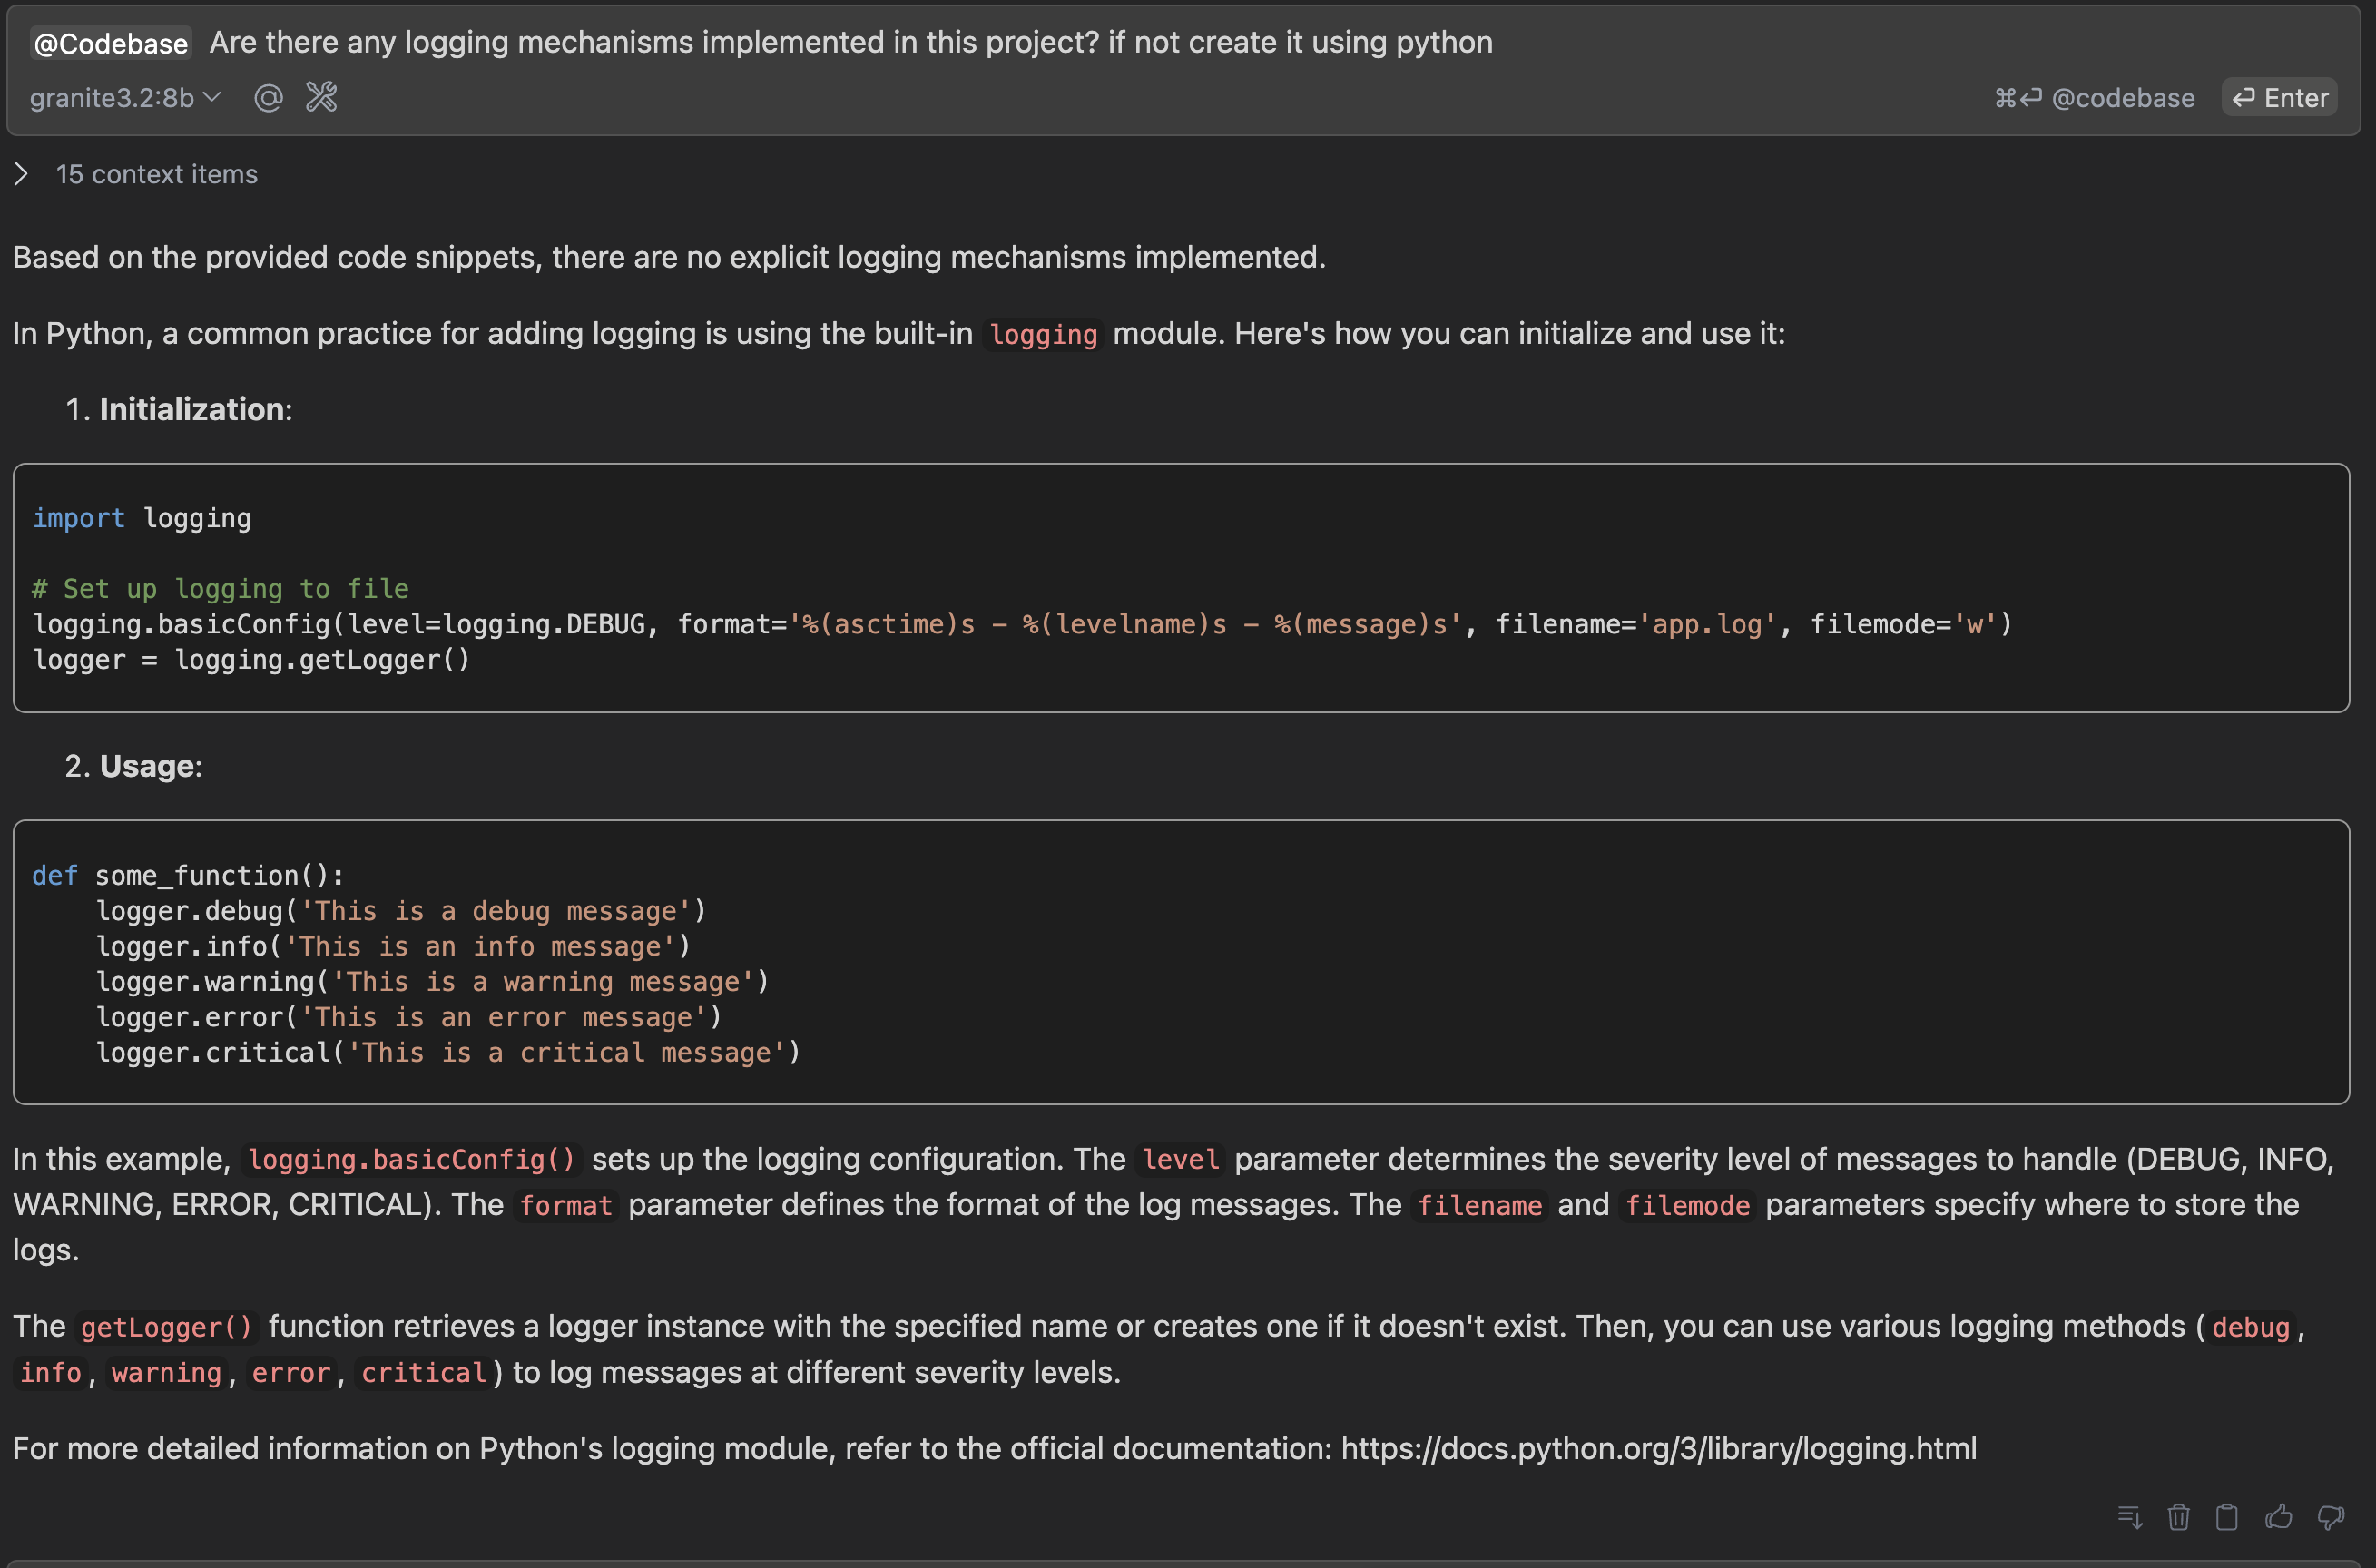 @Codebase Are there any logging mechanisms implemented in this project? if not create it using python
granite3.2:8b @ ⌘⏎ @codebase ⏎ Enter
15 context items
Based on the provided code snippets, there are no explicit logging mechanisms implemented.
In Python, a common practice for adding logging is using the built-in logging module. Here's how you can initialize and use it:
1. Initialization:
import logging
# Set up logging to file
logging.basicConfig(level=logging.DEBUG, format='%(asctime)s - %(levelname)s - %(message)s', filename='app.log', filemode='w')
logger = logging.getLogger()
2. Usage:
def some_function():
    logger.debug('This is a debug message')
    logger.info('This is an info message')
    logger.warning('This is a warning message')
    logger.error('This is an error message')
    logger.critical('This is a critical message')
In this example, logging.basicConfig() sets up the logging configuration. The level parameter determines the severity level of messages to handle (DEBUG, INFO,
WARNING, ERROR, CRITICAL). The format parameter defines the format of the log messages. The filename and filemode parameters specify where to store the
logs.
The getLogger() function retrieves a logger instance with the specified name or creates one if it doesn't exist. Then, you can use various logging methods (debug,
info, warning, error, critical) to log messages at different severity levels.
For more detailed information on Python's logging module, refer to the official documentation: https://docs.python.org/3/library/logging.html